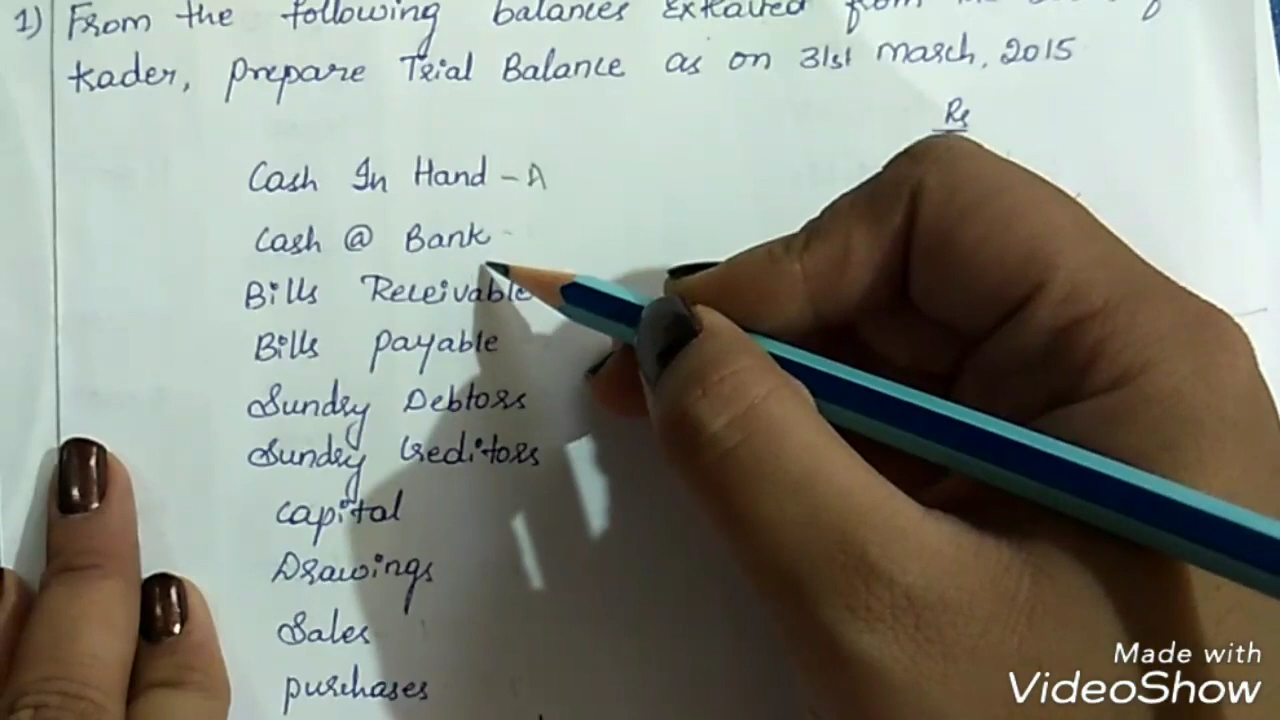 1) From the following balances Extracted from the
kader, prepare Trial Balance as on 31st march, 2015
Rs
Cash In Hand - A
Cash @ Bank -
Bills Receivable
Bills payable
Sundry Debtors
Sundry Creditors
capital
Drawings
Sales
purchases
Made with
VideoShow